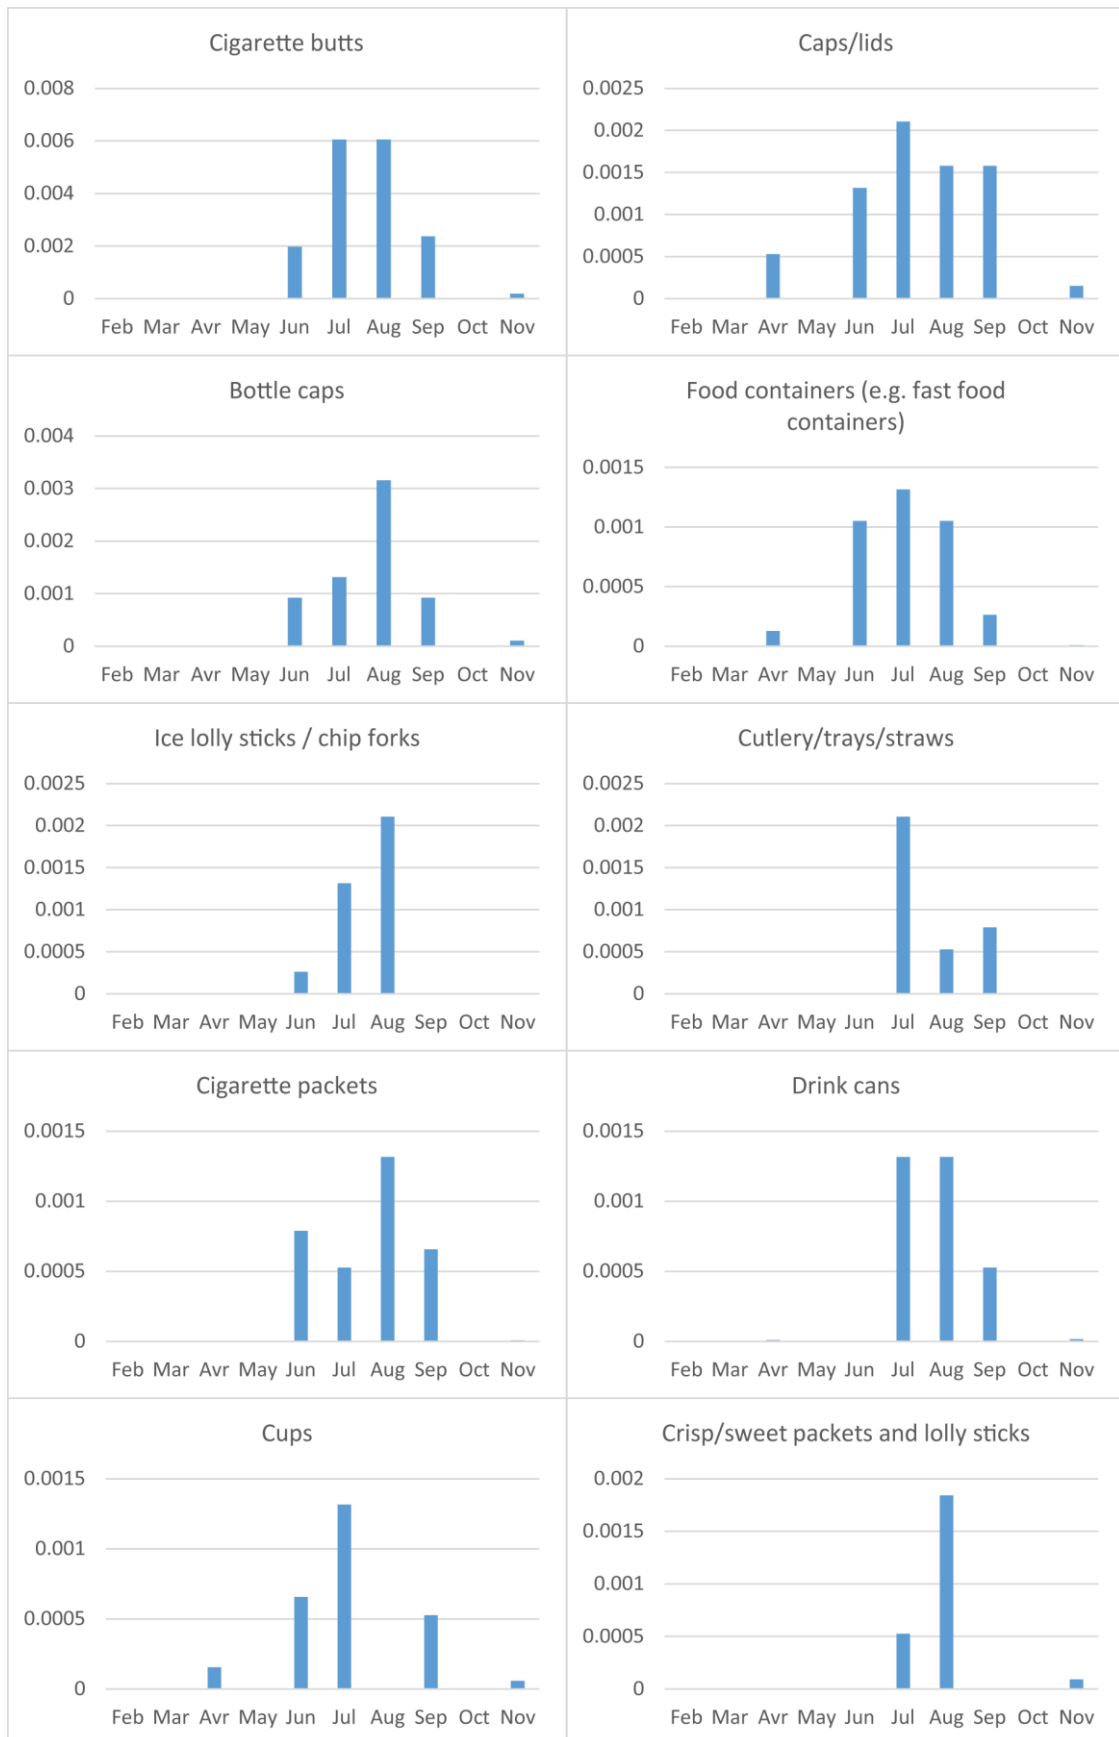 Cigarette butts
0.008
0.006
0.004
0.002
0
Feb Mar Avr May Jun Jul Aug Sep Oct Nov
Caps/lids
0.0025
0.002
0.0015
0.001
0.0005
0
Feb Mar Avr May Jun Jul Aug Sep Oct Nov
Bottle caps
0.004
0.003
0.002
0.001
0
Feb Mar Avr May Jun Jul Aug Sep Oct Nov
Food containers (e.g. fast food
containers)
0.0015
0.001
0.0005
0
Feb Mar Avr May Jun Jul Aug Sep Oct Nov
Ice lolly sticks / chip forks
0.0025
0.002
0.0015
0.001
0.0005
0
Feb Mar Avr May Jun Jul Aug Sep Oct Nov
Cutlery/trays/straws
0.0025
0.002
0.0015
0.001
0.0005
0
Feb Mar Avr May Jun Jul Aug Sep Oct Nov
Cigarette packets
0.0015
0.001
0.0005
0
Feb Mar Avr May Jun Jul Aug Sep Oct Nov
Drink cans
0.0015
0.001
0.0005
0
Feb Mar Avr May Jun Jul Aug Sep Oct Nov
Cups
0.0015
0.001
0.0005
0
Feb Mar Avr May Jun Jul Aug Sep Oct Nov
Crisp/sweet packets and lolly sticks
0.002
0.0015
0.001
0.0005
0
Feb Mar Avr May Jun Jul Aug Sep Oct Nov